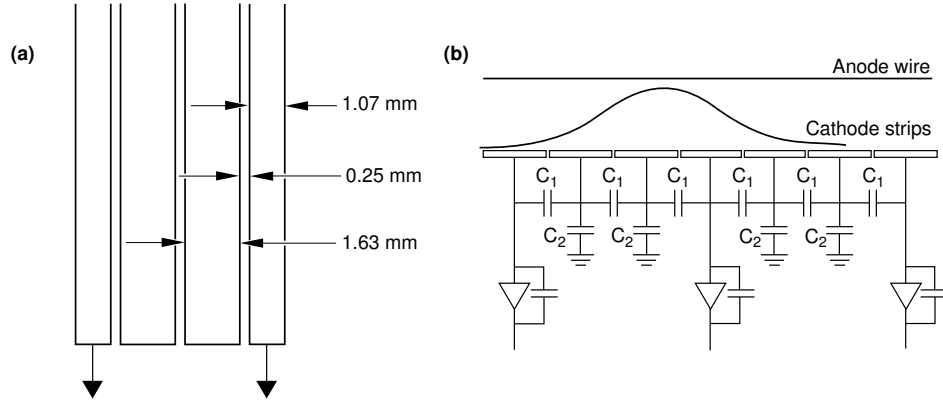 (a)
1.07 mm
0.25 mm
1.63 mm
(b)
Anode wire
Cathode strips
C1 C1 C1 C1 C1 C1
C2 C2 C2 C2